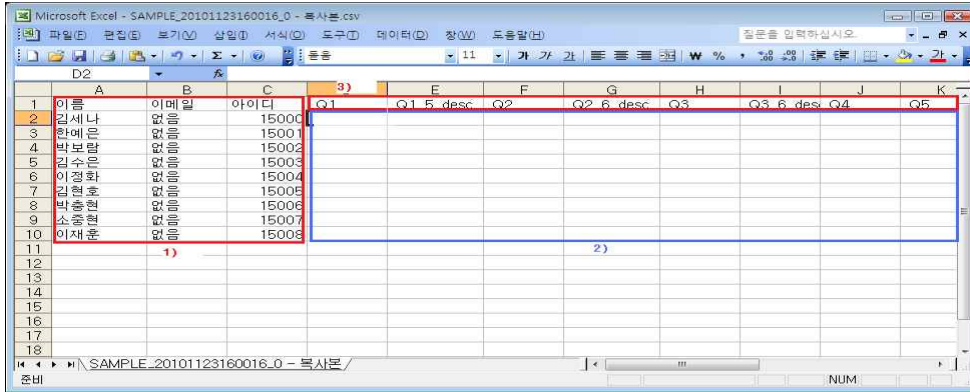 Microsoft Excel - SAMPLE_20101123160016_0 - 복사본.csv
파일(F) 편집(E) 보기(V) 삽입(I) 서식(O) 도구(T) 데이터(D) 창(W) 도움말(H) 질문을 입력하십시오.
돋움 11 가 가 가 ₩ % , 가
D2 fx
A B C 3) E F G H I J K
1 이름 이메일 아이디 Q1 Q1_5_desc Q2 Q2_6_desc Q3 Q3_6_des Q4 Q5
2 김세나 없음 15000
3 한예은 없음 15001
4 박보람 없음 15002
5 김수은 없음 15003
6 이정화 없음 15004
7 김현호 없음 15005
8 박충현 없음 15006
9 소중현 없음 15007
10 이재훈 없음 15008
11 1) 2)
12
13
14
15
16
17
18
SAMPLE_20101123160016_0 - 복사본
준비 NUM